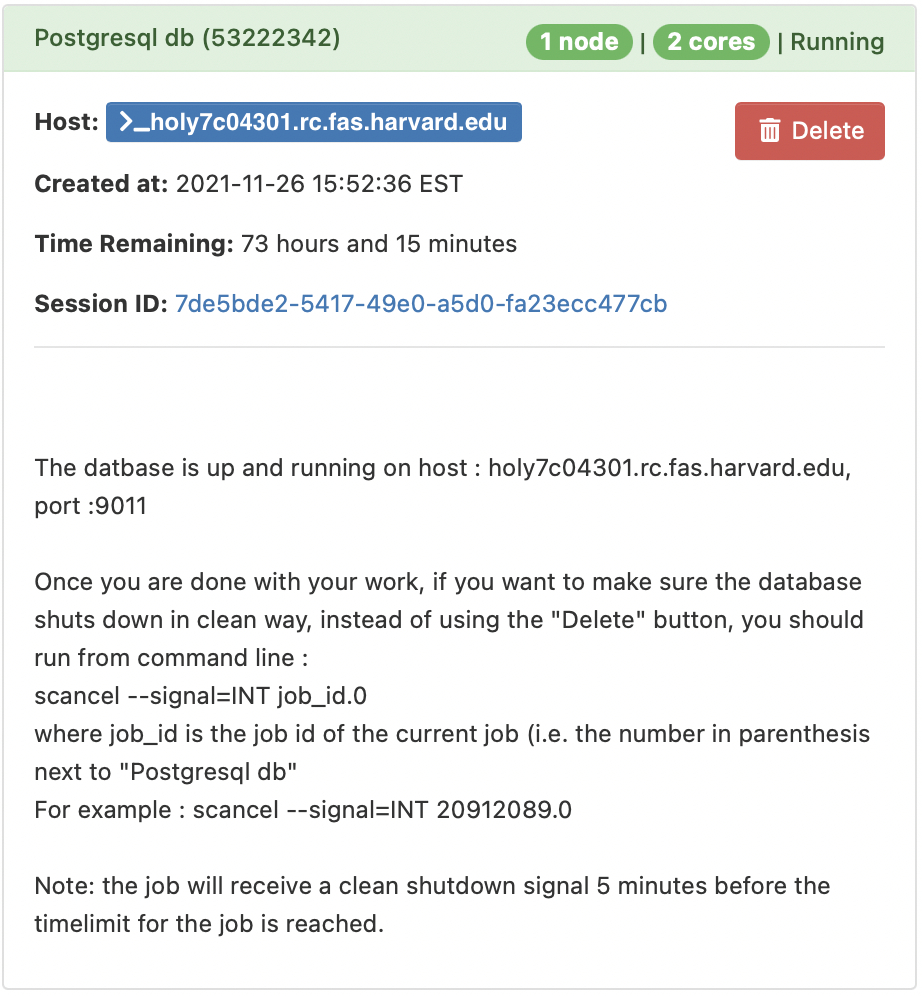 Postgresql db (53222342)
1 node | 2 cores | Running
Host: >_holy7c04301.rc.fas.harvard.edu
Delete
Created at: 2021-11-26 15:52:36 EST
Time Remaining: 73 hours and 15 minutes
Session ID: 7de5bde2-5417-49e0-a5d0-fa23ecc477cb
The datbase is up and running on host : holy7c04301.rc.fas.harvard.edu,
port :9011
Once you are done with your work, if you want to make sure the database
shuts down in clean way, instead of using the "Delete" button, you should
run from command line :
scancel --signal=INT job_id.0
where job_id is the job id of the current job (i.e. the number in parenthesis
next to "Postgresql db"
For example : scancel --signal=INT 20912089.0
Note: the job will receive a clean shutdown signal 5 minutes before the
timelimit for the job is reached.